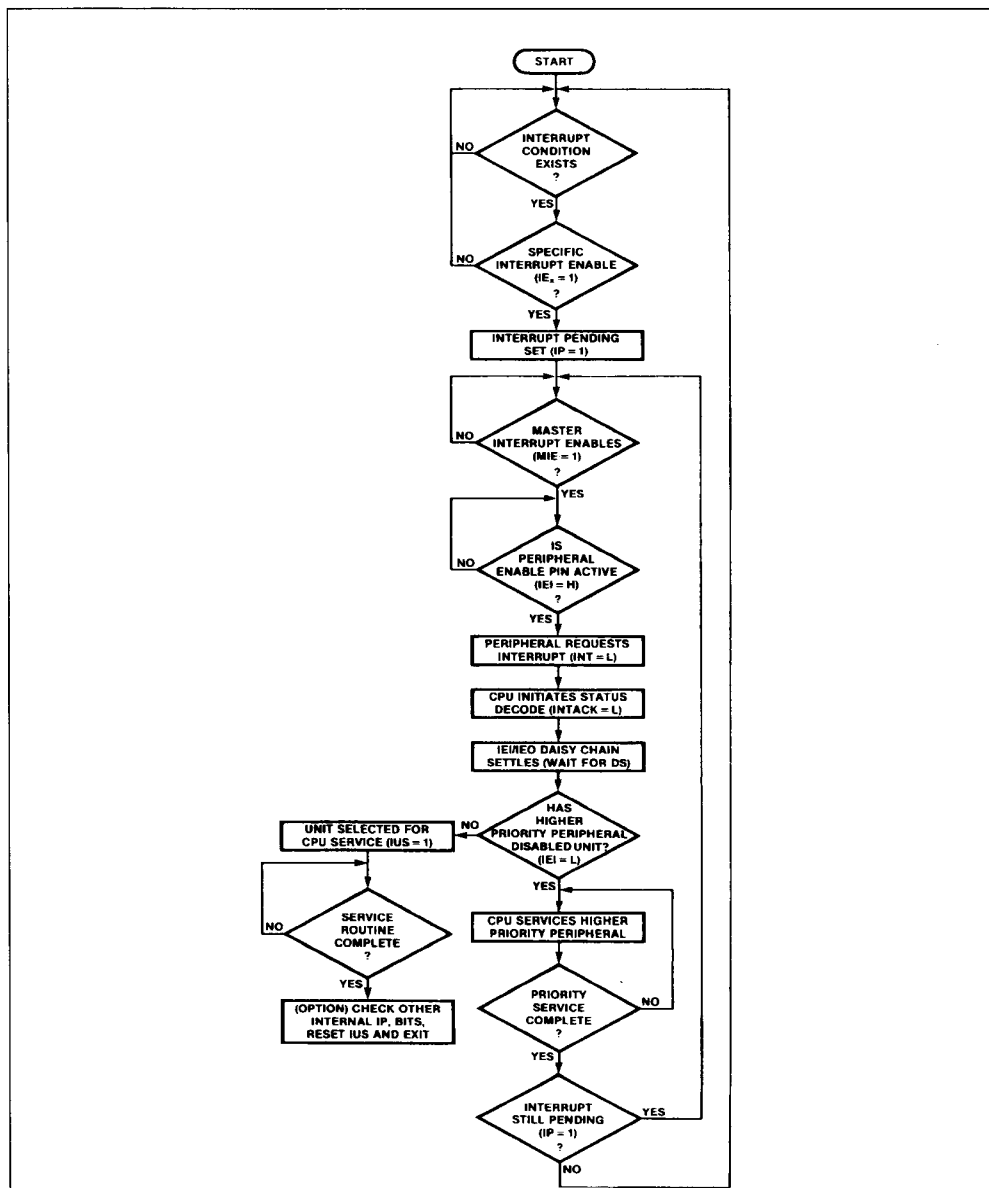 START
INTERRUPT
CONDITION
EXISTS
?
NO
YES
SPECIFIC
INTERRUPT ENABLE
(IEₓ = 1)
?
NO
YES
INTERRUPT PENDING
SET (IP = 1)
MASTER
INTERRUPT ENABLES
(MIE = 1)
?
NO
YES
IS
PERIPHERAL
ENABLE PIN ACTIVE
(IEI = H)
?
NO
YES
PERIPHERAL REQUESTS
INTERRUPT (INT = L)
CPU INITIATES STATUS
DECODE (INTACK = L)
IEI/IEO DAISY CHAIN
SETTLES (WAIT FOR DS)
HAS
HIGHER
PRIORITY PERIPHERAL
DISABLED UNIT?
(IEI = L)
NO
UNIT SELECTED FOR
CPU SERVICE (IUS = 1)
SERVICE
ROUTINE
COMPLETE
?
NO
YES
(OPTION) CHECK OTHER
INTERNAL IP, BITS,
RESET IUS AND EXIT
YES
CPU SERVICES HIGHER
PRIORITY PERIPHERAL
PRIORITY
SERVICE
COMPLETE
?
NO
YES
INTERRUPT
STILL PENDING
(IP = 1)
?
YES
NO